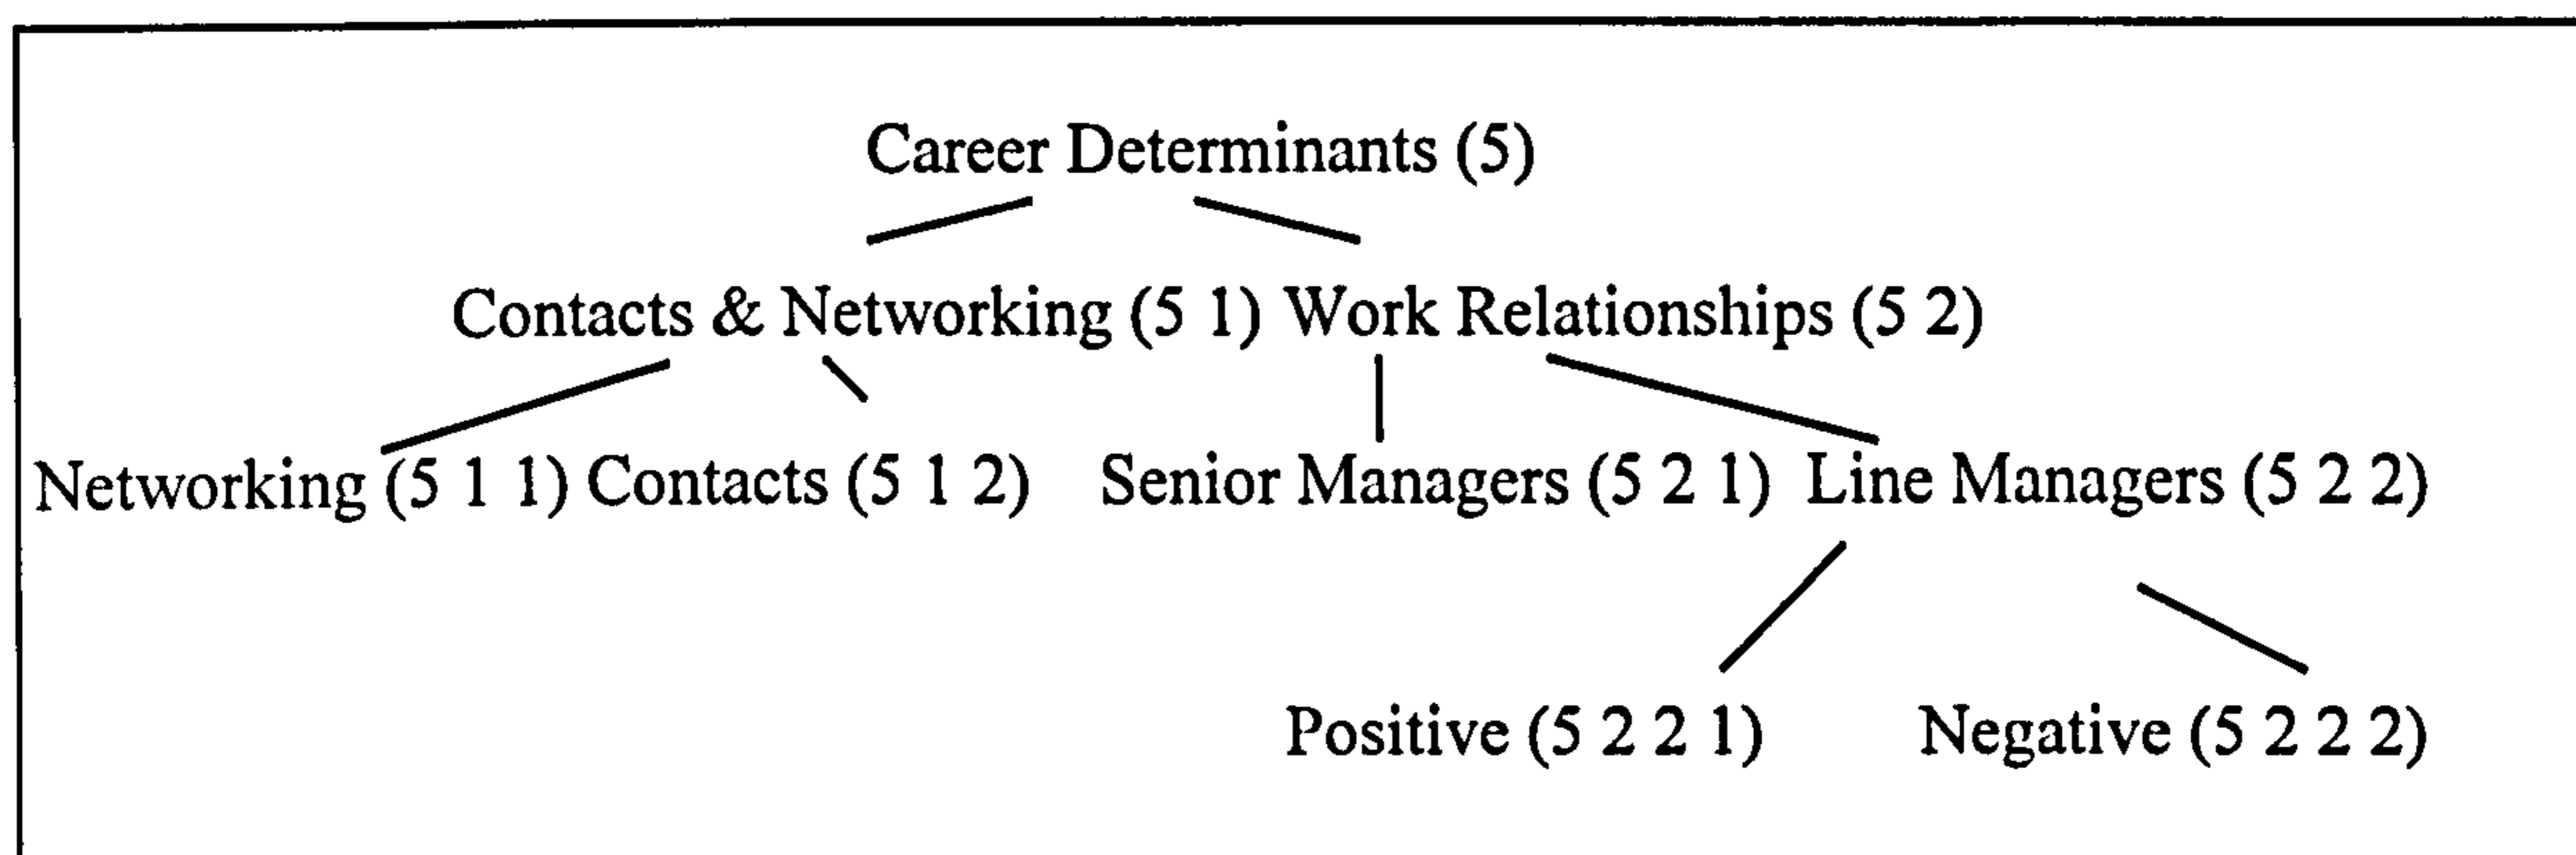 Career Determinants (5)
Contacts & Networking (5 1) Work Relationships (5 2)
Networking (5 1 1) Contacts (5 1 2) Senior Managers (5 2 1) Line Managers (5 2 2)
Positive (5 2 2 1) Negative (5 2 2 2)